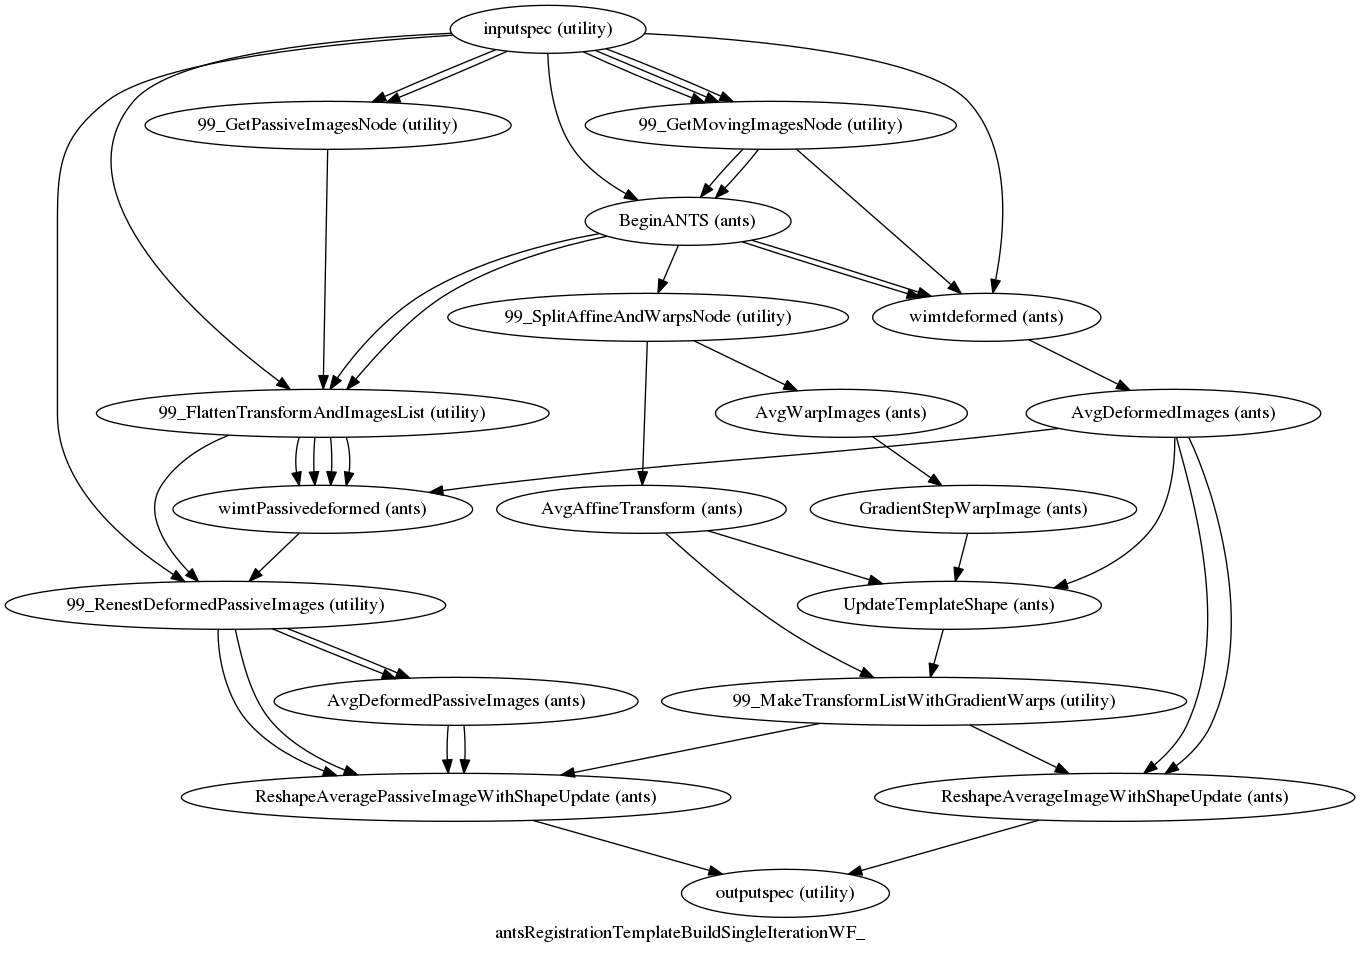 inputspec (utility)
99_GetPassiveImagesNode (utility)
99_GetMovingImagesNode (utility)
BeginANTS (ants)
99_SplitAffineAndWarpsNode (utility)
wimtdeformed (ants)
99_FlattenTransformAndImagesList (utility)
AvgWarpImages (ants)
AvgDeformedImages (ants)
wimtPassivedeformed (ants)
AvgAffineTransform (ants)
GradientStepWarpImage (ants)
99_RenestDeformedPassiveImages (utility)
UpdateTemplateShape (ants)
AvgDeformedPassiveImages (ants)
99_MakeTransformListWithGradientWarps (utility)
ReshapeAveragePassiveImageWithShapeUpdate (ants)
ReshapeAverageImageWithShapeUpdate (ants)
outputspec (utility)
antsRegistrationTemplateBuildSingleIterationWF_